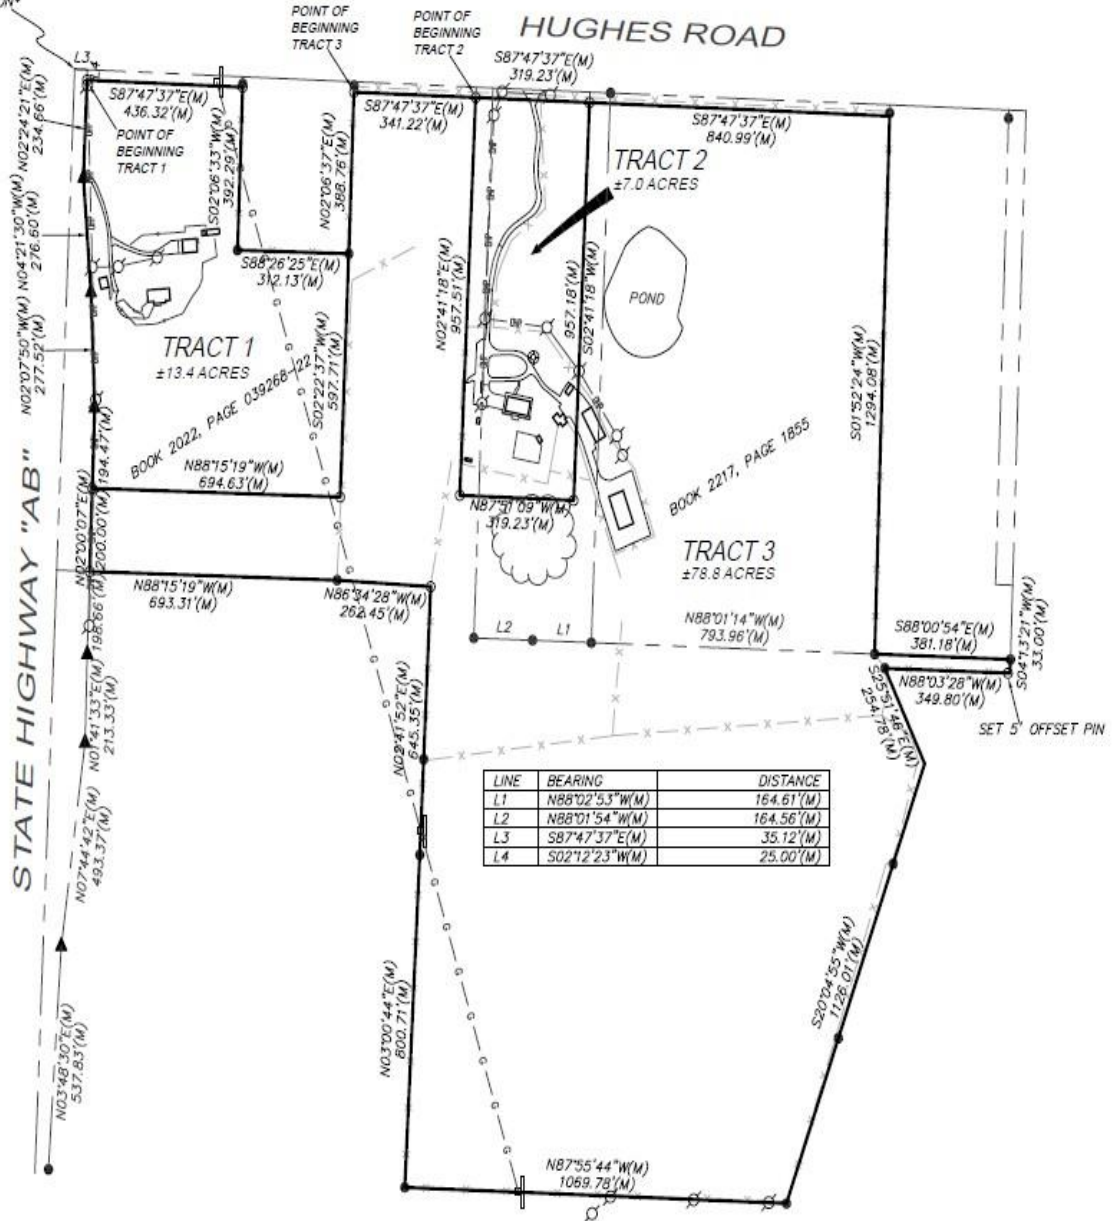 HUGHES ROAD
POINT OF
BEGINNING
TRACT 3
POINT OF
BEGINNING
TRACT 2
L3
S87°47'37"E(M)
436.32'(M)
POINT OF
BEGINNING
TRACT 1
S87°47'37"E(M)
341.22'(M)
S87°47'37"E(M)
319.23'(M)
S87°47'37"E(M)
840.99'(M)
N02°24'21"E(M)
234.66'(M)
N04°21'30"W(M)
276.60'(M)
N02°07'50"W(M)
277.52'(M)
S02°06'33"W(M)
392.29'(M)
N02°06'37"E(M)
388.76'(M)
S88°26'25"E(M)
312.13'(M)
TRACT 1
±13.4 ACRES
BOOK 2022, PAGE 039268-22
S02°22'37"W(M)
597.71'(M)
N88°15'19"W(M)
694.63'(M)
N02°41'18"E(M)
957.51'(M)
TRACT 2
±7.0 ACRES
957.18'(M)
S02°41'18"W(M)
POND
S01°52'24"W(M)
1294.08'(M)
BOOK 2217, PAGE 1855
N87°51'09"W(M)
319.23'(M)
TRACT 3
±78.8 ACRES
STATE HIGHWAY "AB"
194.47'(M)
N02°00'07"E(M)
200.00'(M)
198.66'(M)
N88°15'19"W(M)
693.31'(M)
N86°34'28"W(M)
262.45'(M)
L2
L1
N88°01'14"W(M)
793.96'(M)
S88°00'54"E(M)
381.18'(M)
S04°13'21"W(M)
33.00'(M)
N88°03'28"W(M)
349.80'(M)
SET 5' OFFSET PIN
S25°51'46"E(M)
254.78'(M)
N01°41'33"E(M)
213.33'(M)
N02°41'52"E(M)
645.35'(M)
LINE BEARING DISTANCE
L1 N88°02'53"W(M) 164.61'(M)
L2 N88°01'54"W(M) 164.56'(M)
L3 S87°47'37"E(M) 35.12'(M)
L4 S02°12'23"W(M) 25.00'(M)
N07°44'42"E(M)
493.37'(M)
S20°04'55"W(M)
1126.01'(M)
N03°00'44"E(M)
800.71'(M)
N03°48'30"E(M)
537.83'(M)
N87°55'44"W(M)
1069.78'(M)